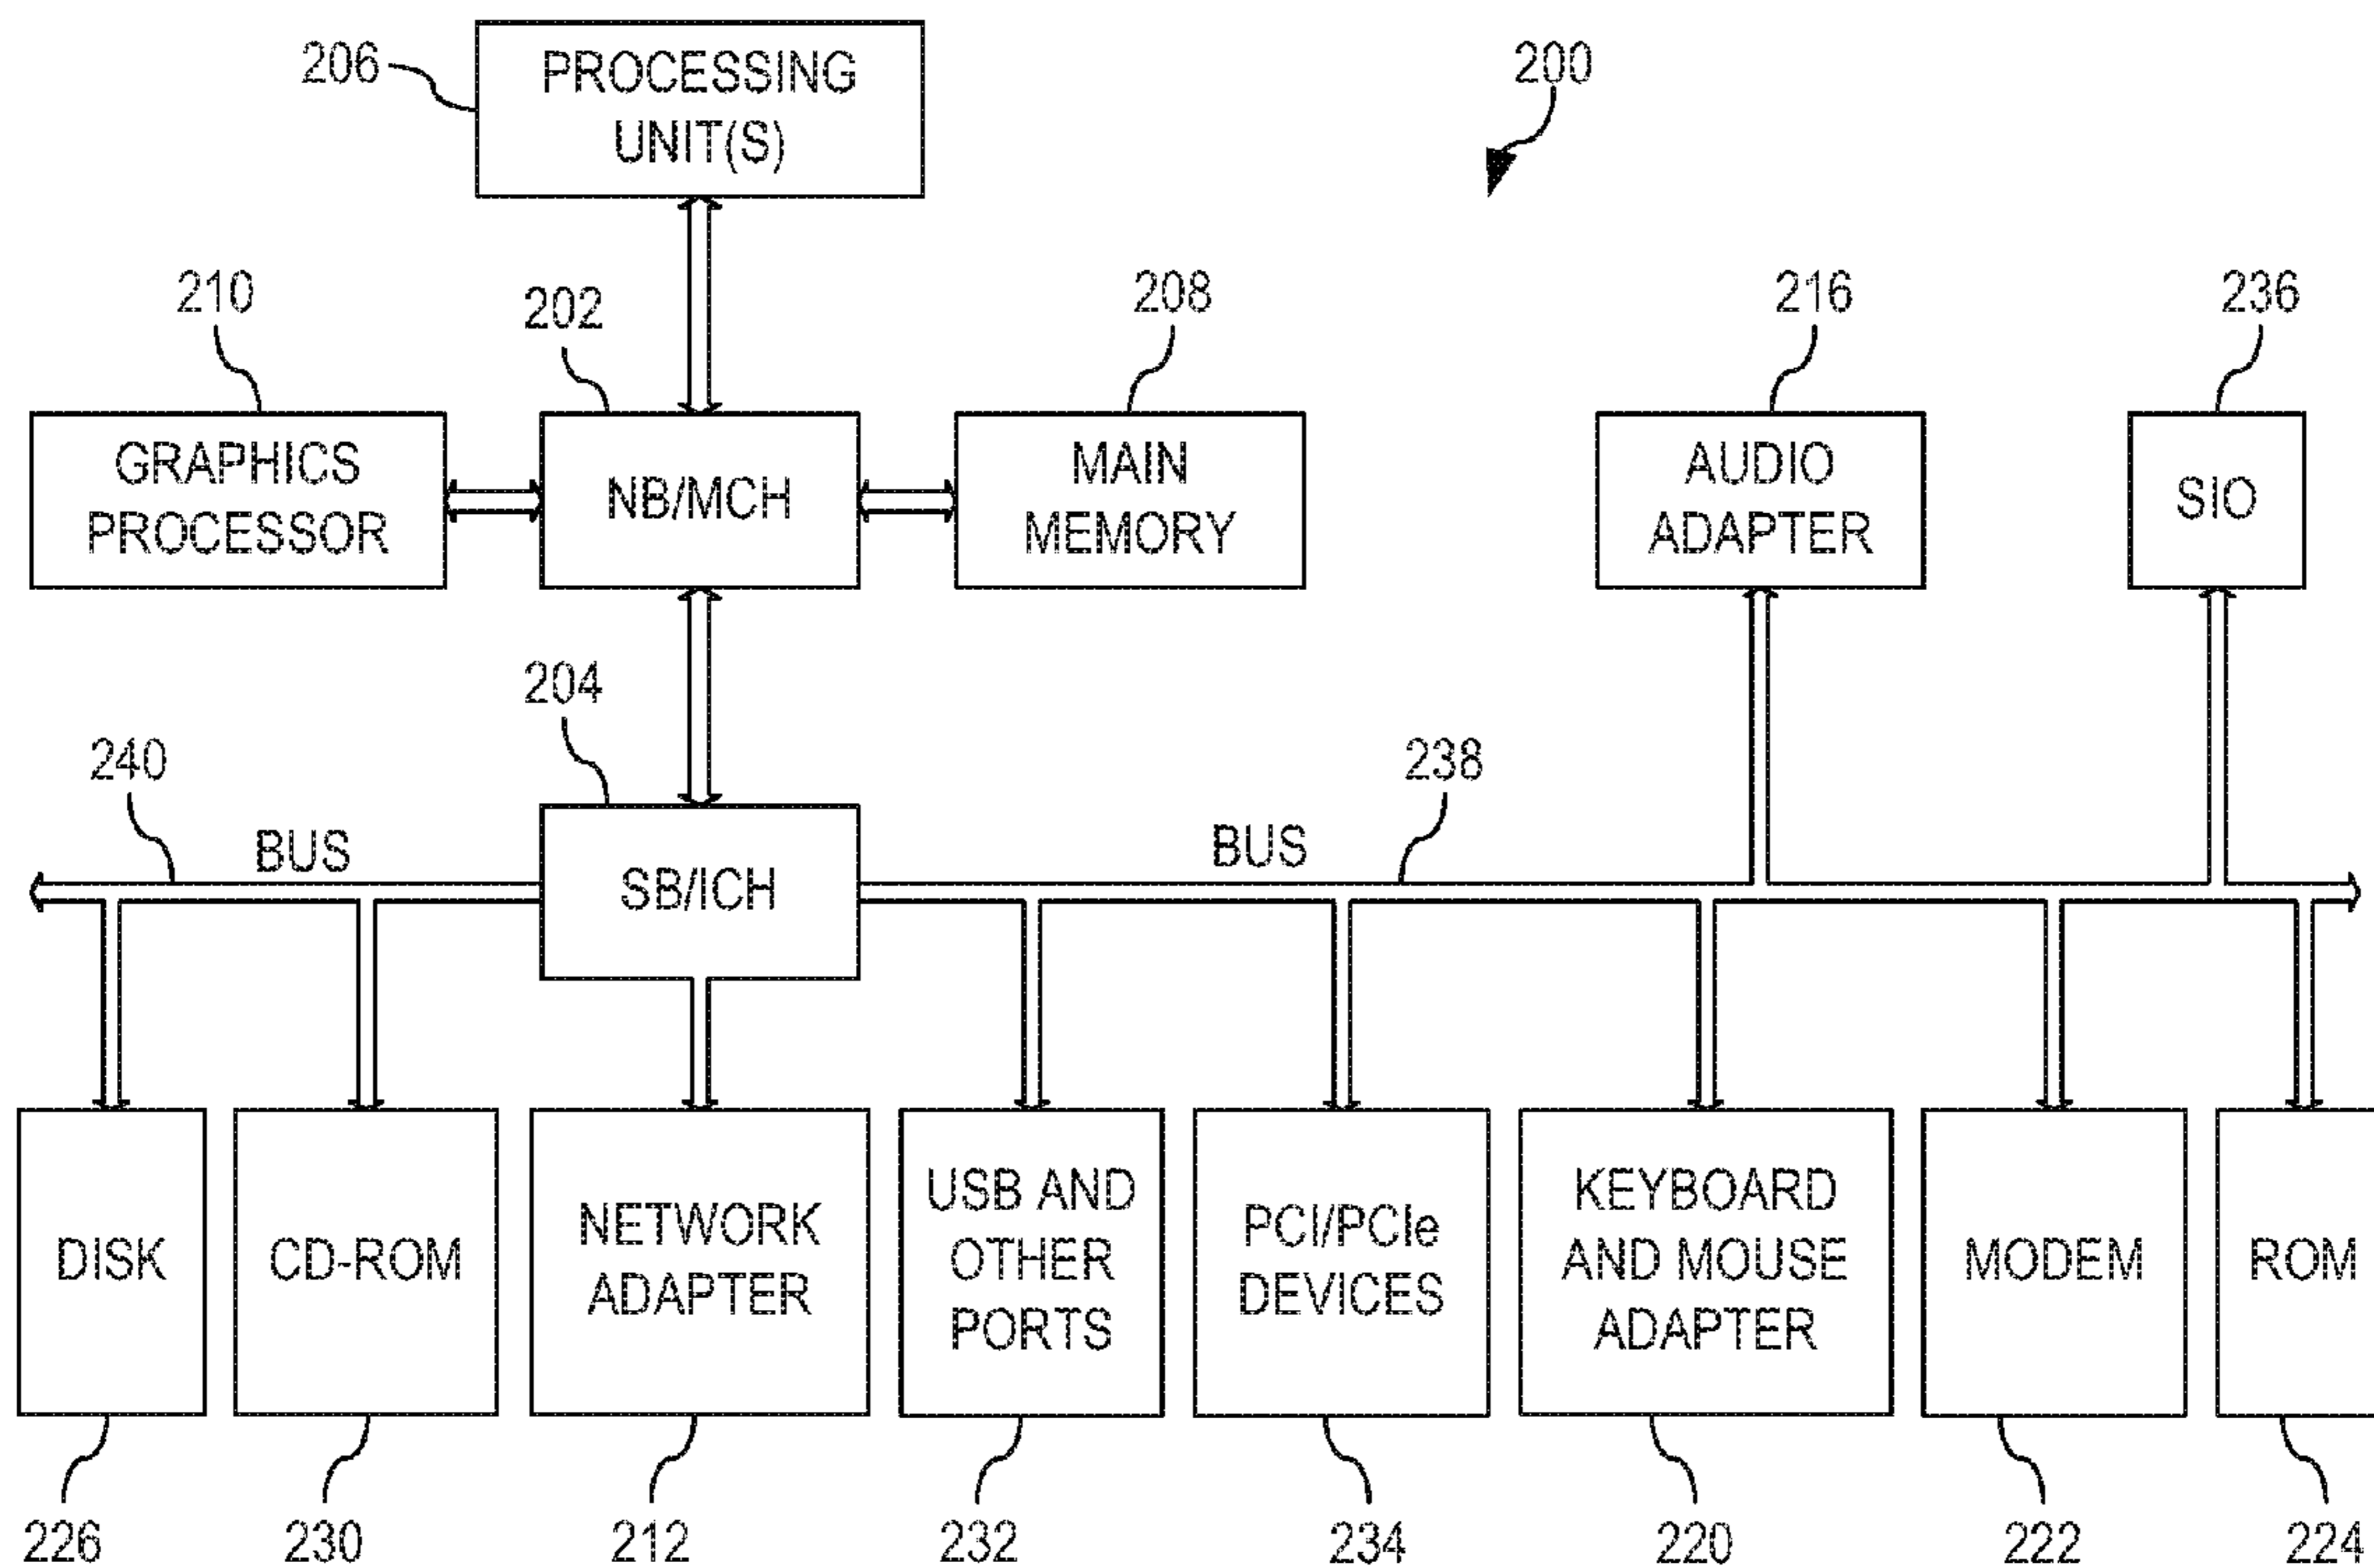 206
PROCESSING
UNIT(S)
200
210
202
208
216
236
GRAPHICS
PROCESSOR
NB/MCH
MAIN
MEMORY
AUDIO
ADAPTER
SIO
204
240
238
BUS
SB/ICH
BUS
DISK
CD-ROM
NETWORK
ADAPTER
USB AND
OTHER
PORTS
PCI/PCIe
DEVICES
KEYBOARD
AND MOUSE
ADAPTER
MODEM
ROM
226
230
212
232
234
220
222
224